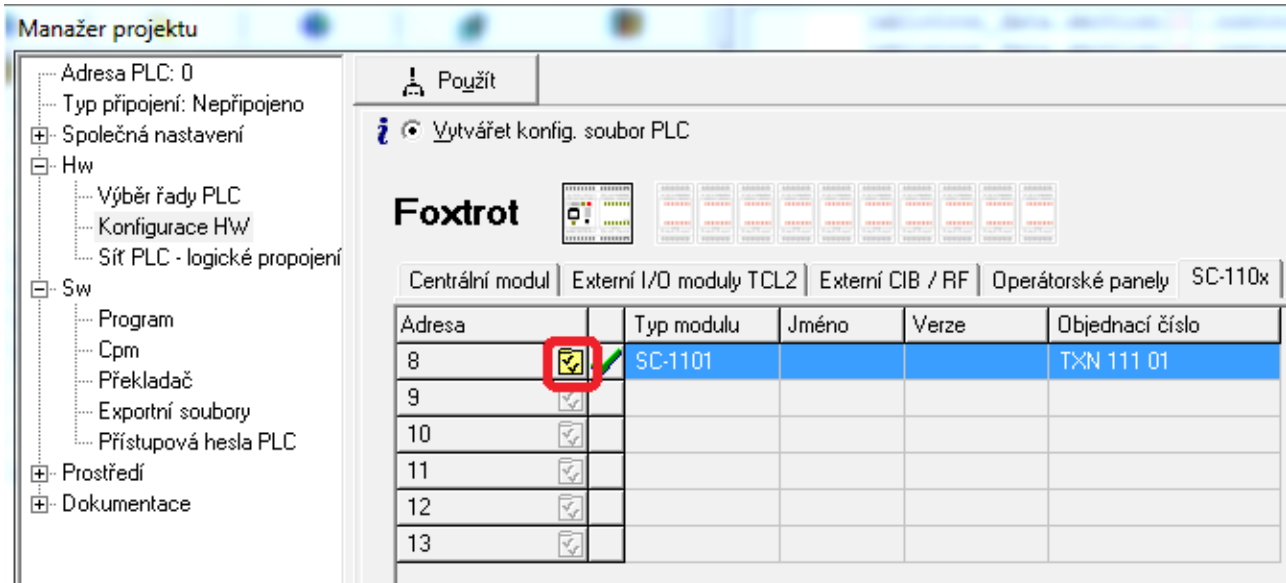 Manažer projektu
Adresa PLC: 0
Typ připojení: Nepřipojeno
Společná nastavení
Hw
Výběr řady PLC
Konfigurace HW
Síť PLC - logické propojení
Sw
Program
Cpm
Překladač
Exportní soubory
Přístupová hesla PLC
Prostředí
Dokumentace
Použít
Vytvářet konfig. soubor PLC
Foxtrot
Centrální modul Externí I/O moduly TCL2 Externí CIB / RF Operátorské panely SC-110x
Adresa Typ modulu Jméno Verze Objednací číslo
8 SC-1101 TXN 111 01
9
10
11
12
13